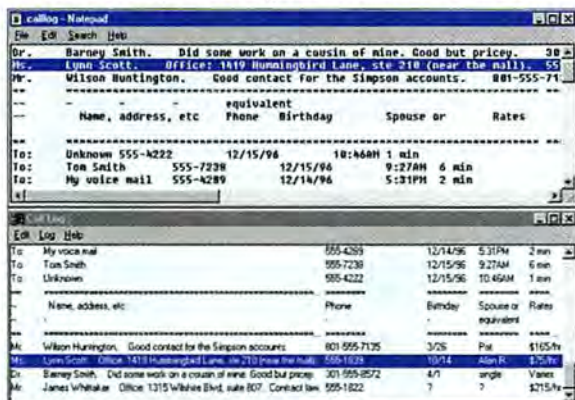 calllog - Notepad
File Edit Search Help
Dr. Barney Smith. Did some work on a cousin of mine. Good but pricey. 30
Ms. Lynn Scott. Office: 1419 Hummingbird Lane, ste 210 (near the mall). 55
Mr. Wilson Huntington. Good contact for the Simpson accounts. 801-555-71
-- ---
-- - - - equivalent
-- Name, address, etc Phone Birthday Spouse or Rates
-- ---
To: Unknown 555-4222 12/15/96 10:46AM 1 min
To: Tom Smith 555-7238 12/15/96 9:27AM 6 min
To: My voice mail 555-4289 12/14/96 5:31PM 2 min
Call Log
Edit Log Help
To: My voice mail 555-4289 12/14/96 5:31PM 2 min
To: Tom Smith 555-7238 12/15/96 9:27AM 6 min
To: Unknown 555-4222 12/15/96 10:46AM 1 min
Name, address, etc Phone Birthday Spouse or Rates
equivalent
Mr. Wilson Huntington. Good contact for the Simpson accounts 801-555-7135 3/26 Pat $165/hr
Ms. Lynn Scott. Office: 1419 Hummingbird Lane, ste 210 (near the mall). 10/14 Alan R. $75/hr
Dr. Barney Smith. Did some work on a cousin of mine. Good but pricey. 301-555-8572 4/1 single Varies
Mr. James Whittaker Office: 1315 Wilshire Blvd, suite 807. Contact law 555-1822 ? ? $215/hr